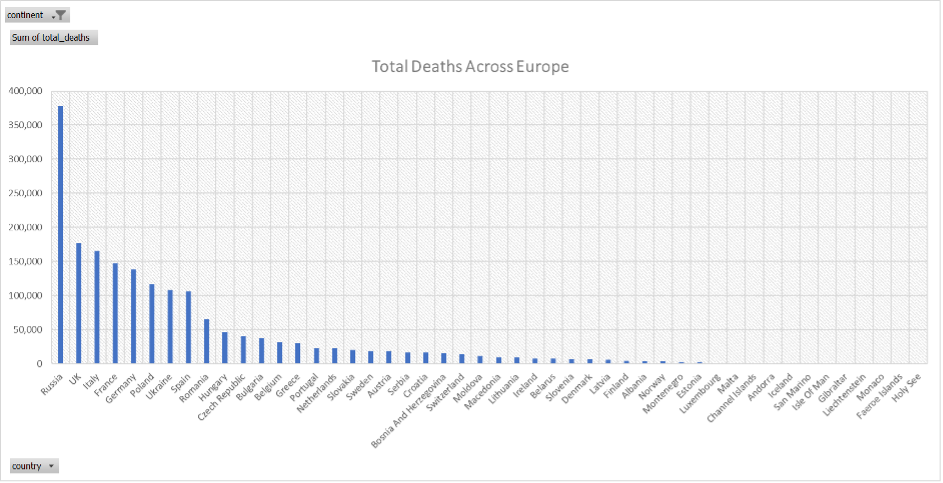 continent
Sum of total_deaths
Total Deaths Across Europe
400,000
350,000
300,000
250,000
200,000
150,000
100,000
50,000
0
Russia
UK
Italy
France
Germany
Poland
Ukraine
Spain
Romania
Hungary
Czech Republic
Bulgaria
Belgium
Greece
Portugal
Netherlands
Slovakia
Sweden
Austria
Serbia
Croatia
Bosnia And Herzegovina
Switzerland
Moldova
Macedonia
Lithuania
Ireland
Belarus
Slovenia
Denmark
Latvia
Finland
Albania
Norway
Montenegro
Estonia
Luxembourg
Malta
Channel Islands
Andorra
Iceland
San Marino
Isle Of Man
Gibraltar
Liechtenstein
Monaco
Faeroe Islands
Holy See
country